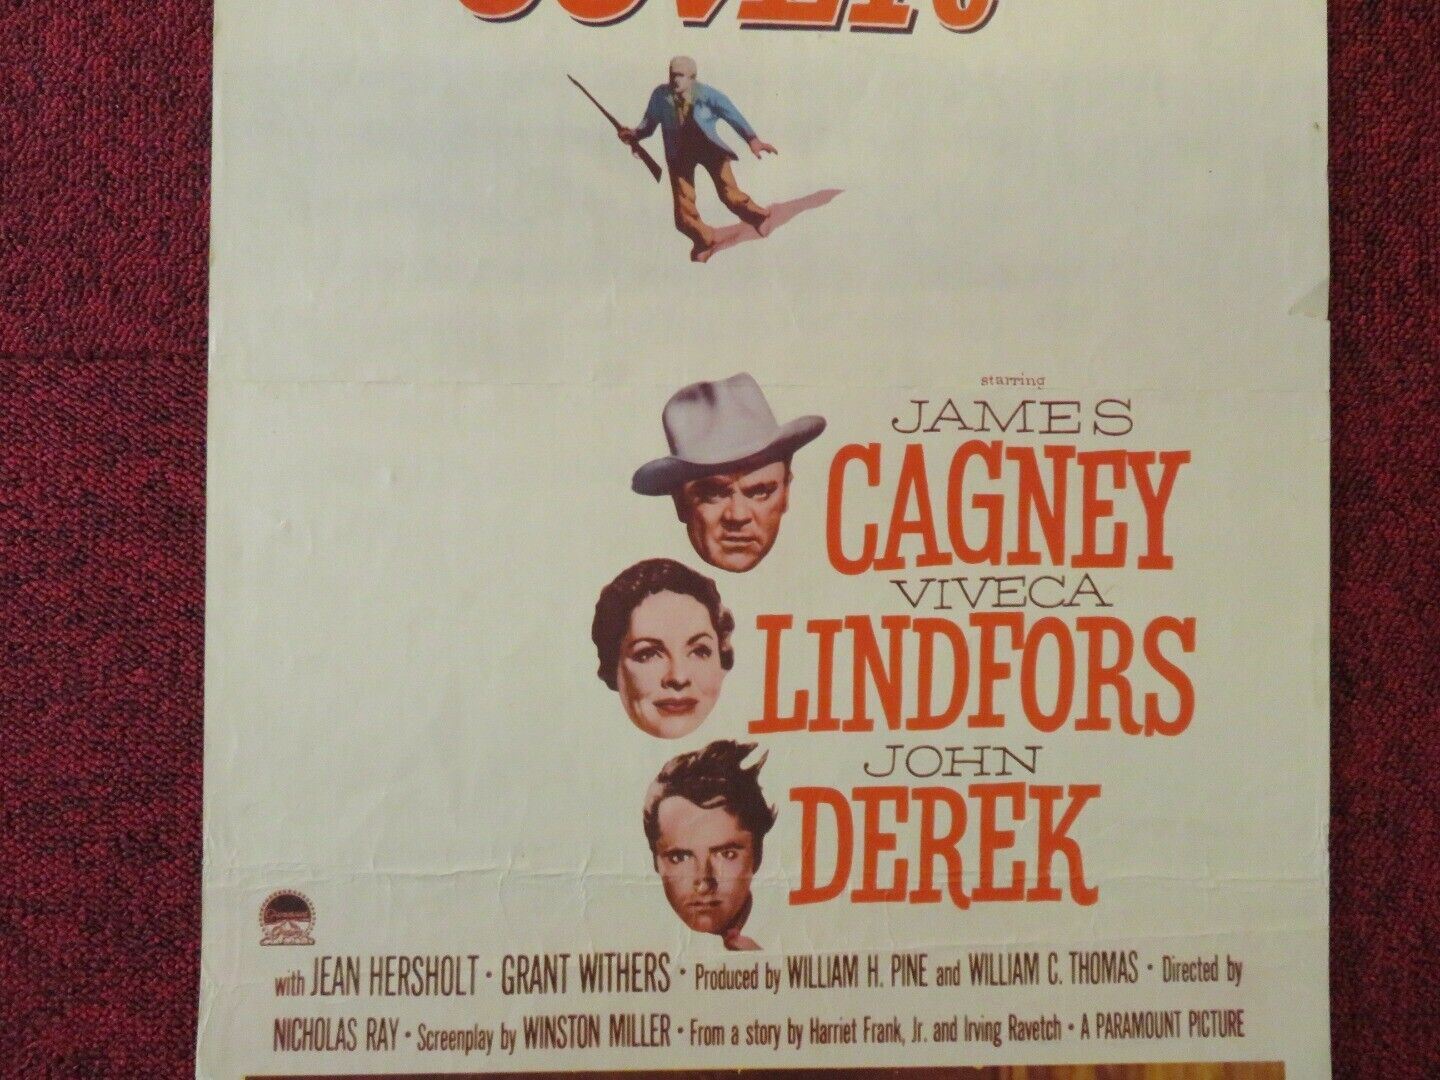 COVER!
starring
JAMES
CAGNEY
VIVECA
LINDFORS
JOHN
DEREK
Paramount
with JEAN HERSHOLT · GRANT WITHERS · Produced by WILLIAM H. PINE and WILLIAM C. THOMAS · Directed by
NICHOLAS RAY · Screenplay by WINSTON MILLER · From a story by Harriet Frank, Jr. and Irving Ravetch · A PARAMOUNT PICTURE